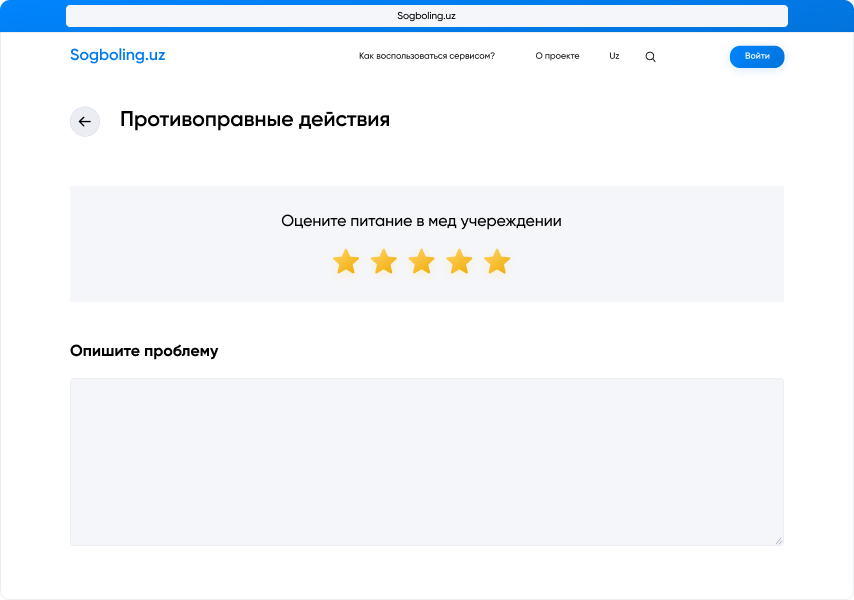 Sogboling.uz
Sogboling.uz
Как воспользоваться сервисом?
О проекте
Uz
Войти
Противоправные действия
Оцените питание в мед учереждении
Опишите проблему